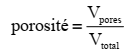 porosité = V_pores / V_total